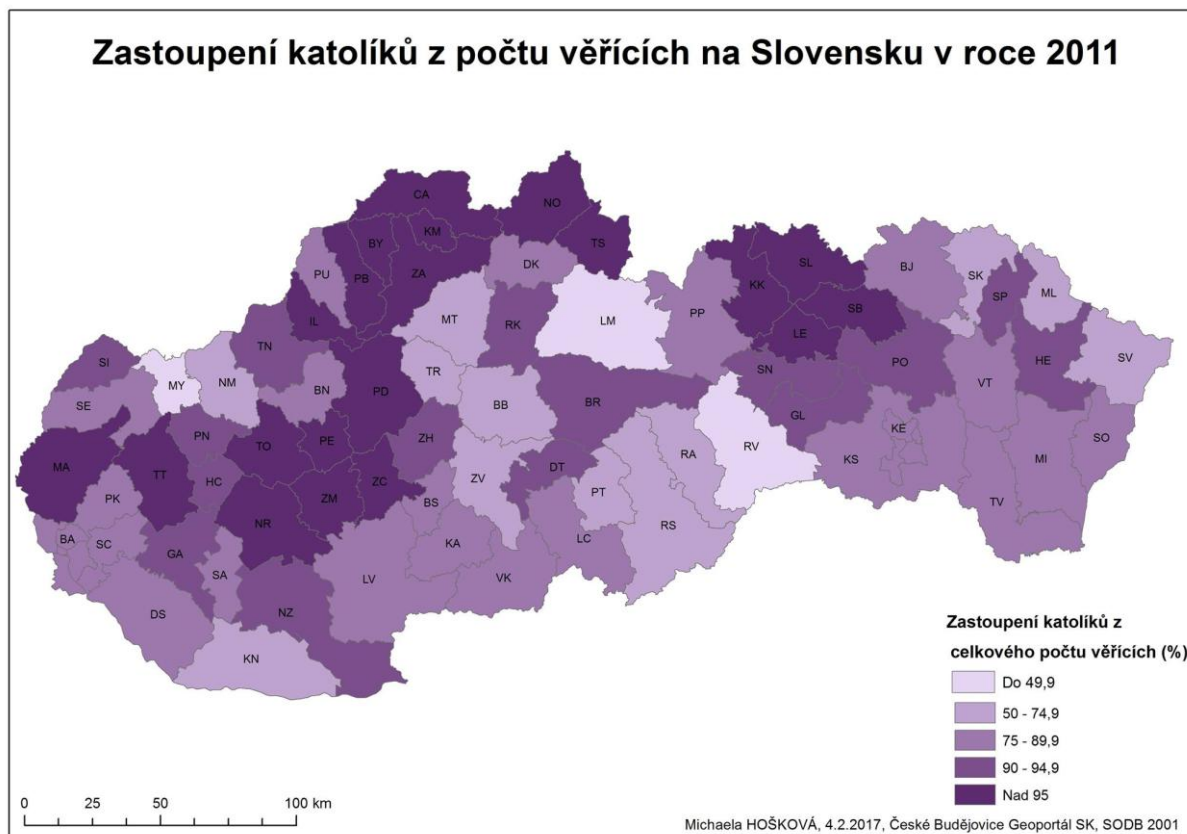 Zastoupení katolíků z počtu věřících na Slovensku v roce 2011
CA
NO
KM
BY
TS
PU
PB
ZA
DK
SL
BJ
SK
KK
SP
ML
IL
MT
RK
LM
PP
SB
LE
TN
SI
MY
NM
TR
SN
PO
HE
SV
BN
PD
BB
BR
VT
SE
PN
TO
PE
ZH
GL
KE
RV
RA
SO
MA
TT
HC
ZC
ZV
DT
KS
MI
PK
ZM
BS
PT
NR
TV
RS
BA
SC
GA
KA
LC
SA
LV
VK
DS
NZ
KN
Zastoupení katolíků z
celkového počtu věřících (%)
Do 49,9
50 - 74,9
75 - 89,9
90 - 94,9
Nad 95
0 25 50 100 km
Michaela HOŠKOVÁ, 4.2.2017, České Budějovice Geoportál SK, SODB 2001